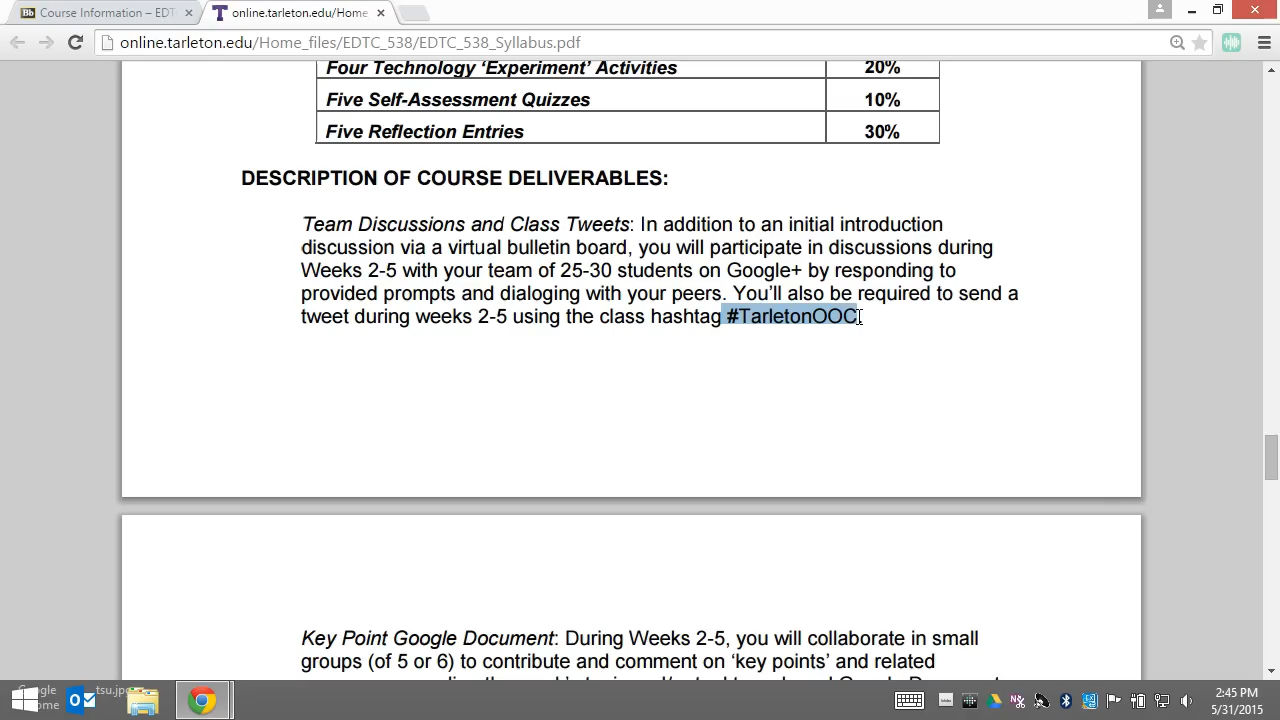 Bb Course Information – EDT
T online.tarleton.edu/Home
online.tarleton.edu/Home_files/EDTC_538/EDTC_538_Syllabus.pdf
Four Technology ‘Experiment’ Activities 20%
Five Self-Assessment Quizzes 10%
Five Reflection Entries 30%
DESCRIPTION OF COURSE DELIVERABLES:
Team Discussions and Class Tweets: In addition to an initial introduction
discussion via a virtual bulletin board, you will participate in discussions during
Weeks 2-5 with your team of 25-30 students on Google+ by responding to
provided prompts and dialoging with your peers. You’ll also be required to send a
tweet during weeks 2-5 using the class hashtag #TarletonOOC.
Key Point Google Document: During Weeks 2-5, you will collaborate in small
groups (of 5 or 6) to contribute and comment on ‘key points’ and related
Google
ome
tsu.jp
2:45 PM
5/31/2015